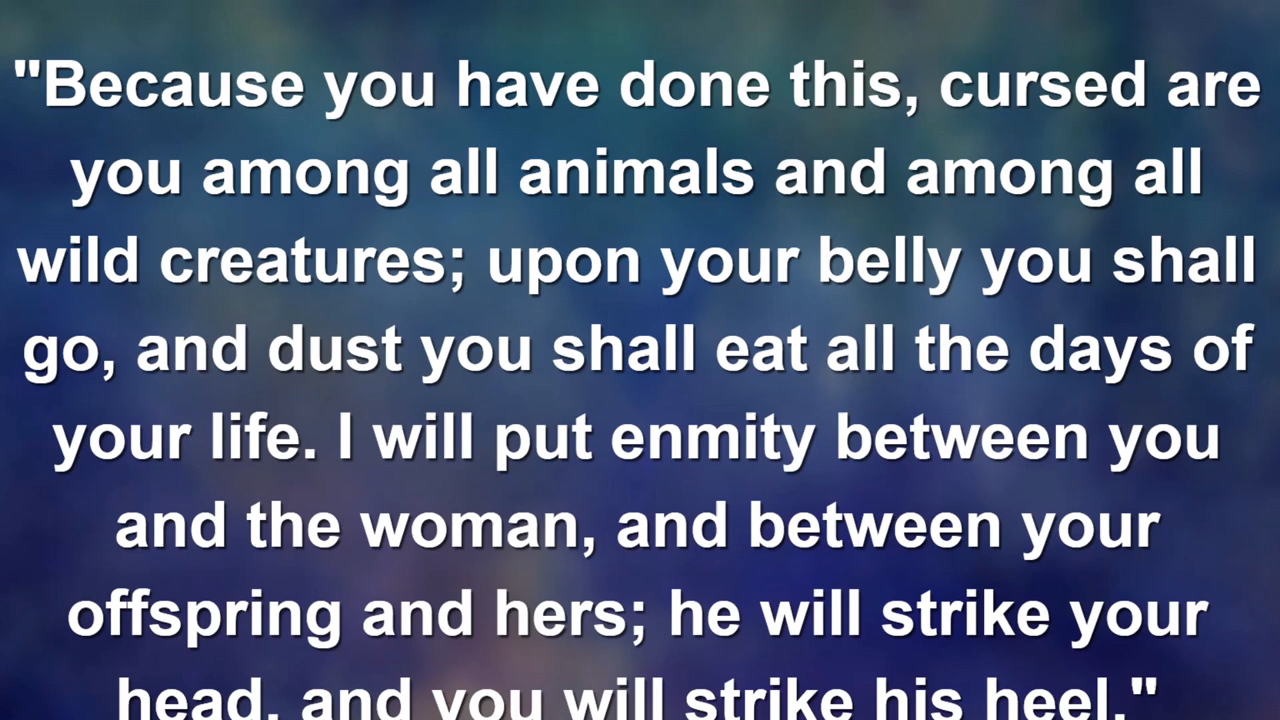 "Because you have done this, cursed are
you among all animals and among all
wild creatures; upon your belly you shall
go, and dust you shall eat all the days of
your life. I will put enmity between you
and the woman, and between your
offspring and hers; he will strike your
head, and you will strike his heel."